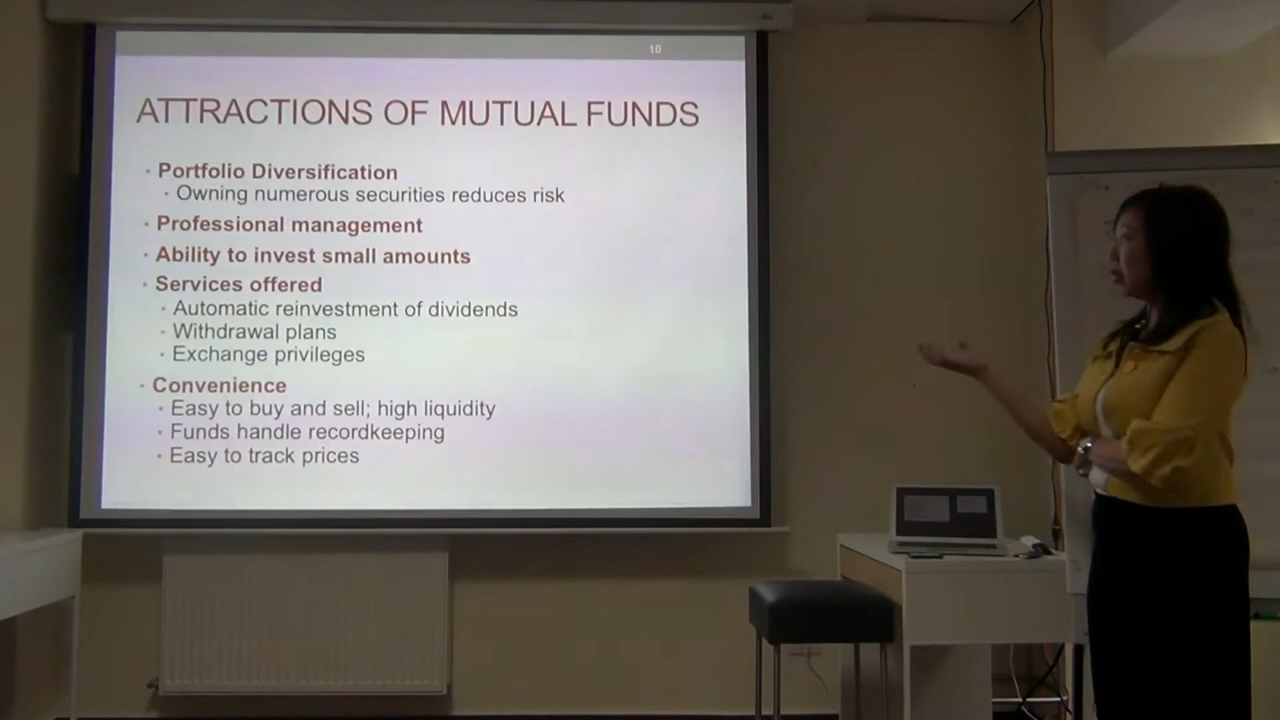 10
ATTRACTIONS OF MUTUAL FUNDS
• Portfolio Diversification
• Owning numerous securities reduces risk
• Professional management
• Ability to invest small amounts
• Services offered
• Automatic reinvestment of dividends
• Withdrawal plans
• Exchange privileges
• Convenience
• Easy to buy and sell; high liquidity
• Funds handle recordkeeping
• Easy to track prices